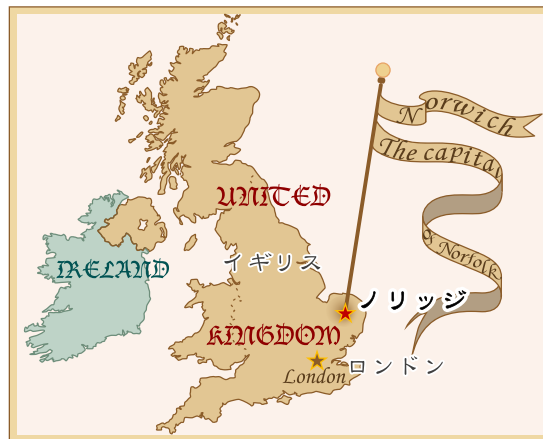 Norwich
The capital
of Norfolk
UNITED
イギリス
IRELAND
ノリッジ
KINGDOM
ロンドン
London